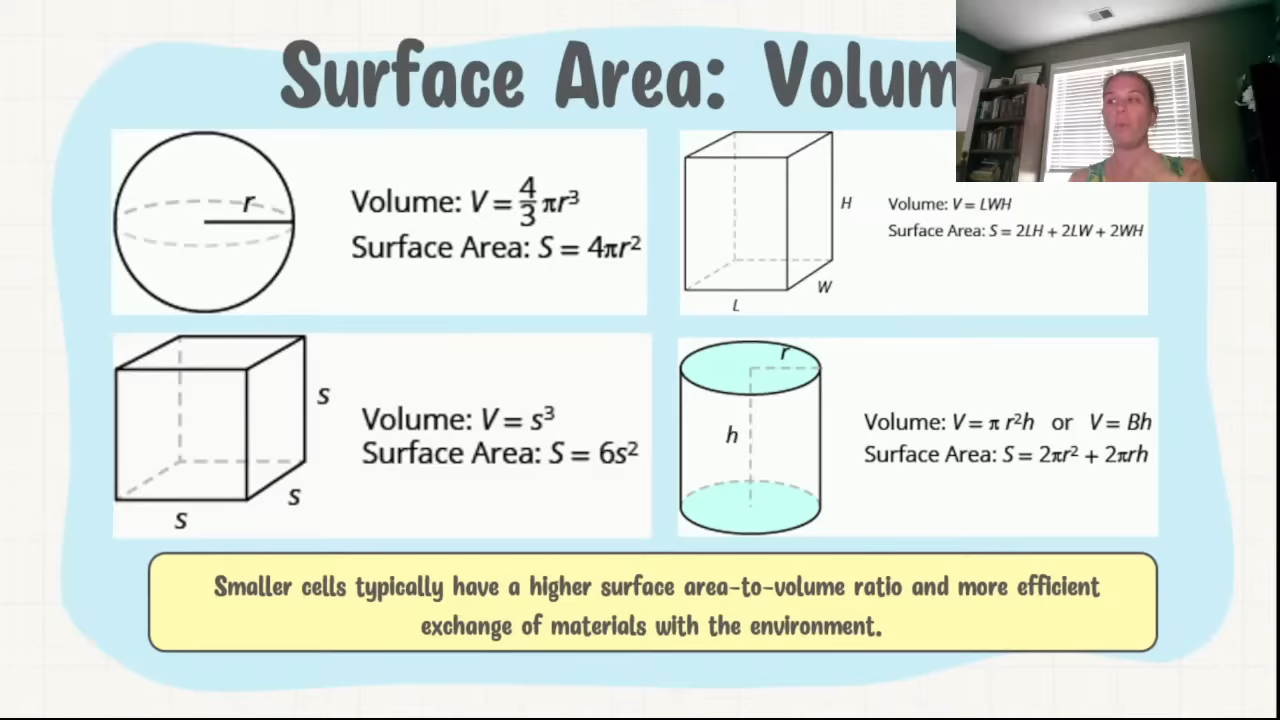 Surface Area: Volum
r
Volume: V = 4/3 πr³
Surface Area: S = 4πr²
H
W
L
Volume: V = LWH
Surface Area: S = 2LH + 2LW + 2WH
s
s
s
Volume: V = s³
Surface Area: S = 6s²
r
h
Volume: V = π r²h or V = Bh
Surface Area: S = 2πr² + 2πrh
Smaller cells typically have a higher surface area-to-volume ratio and more efficient
exchange of materials with the environment.